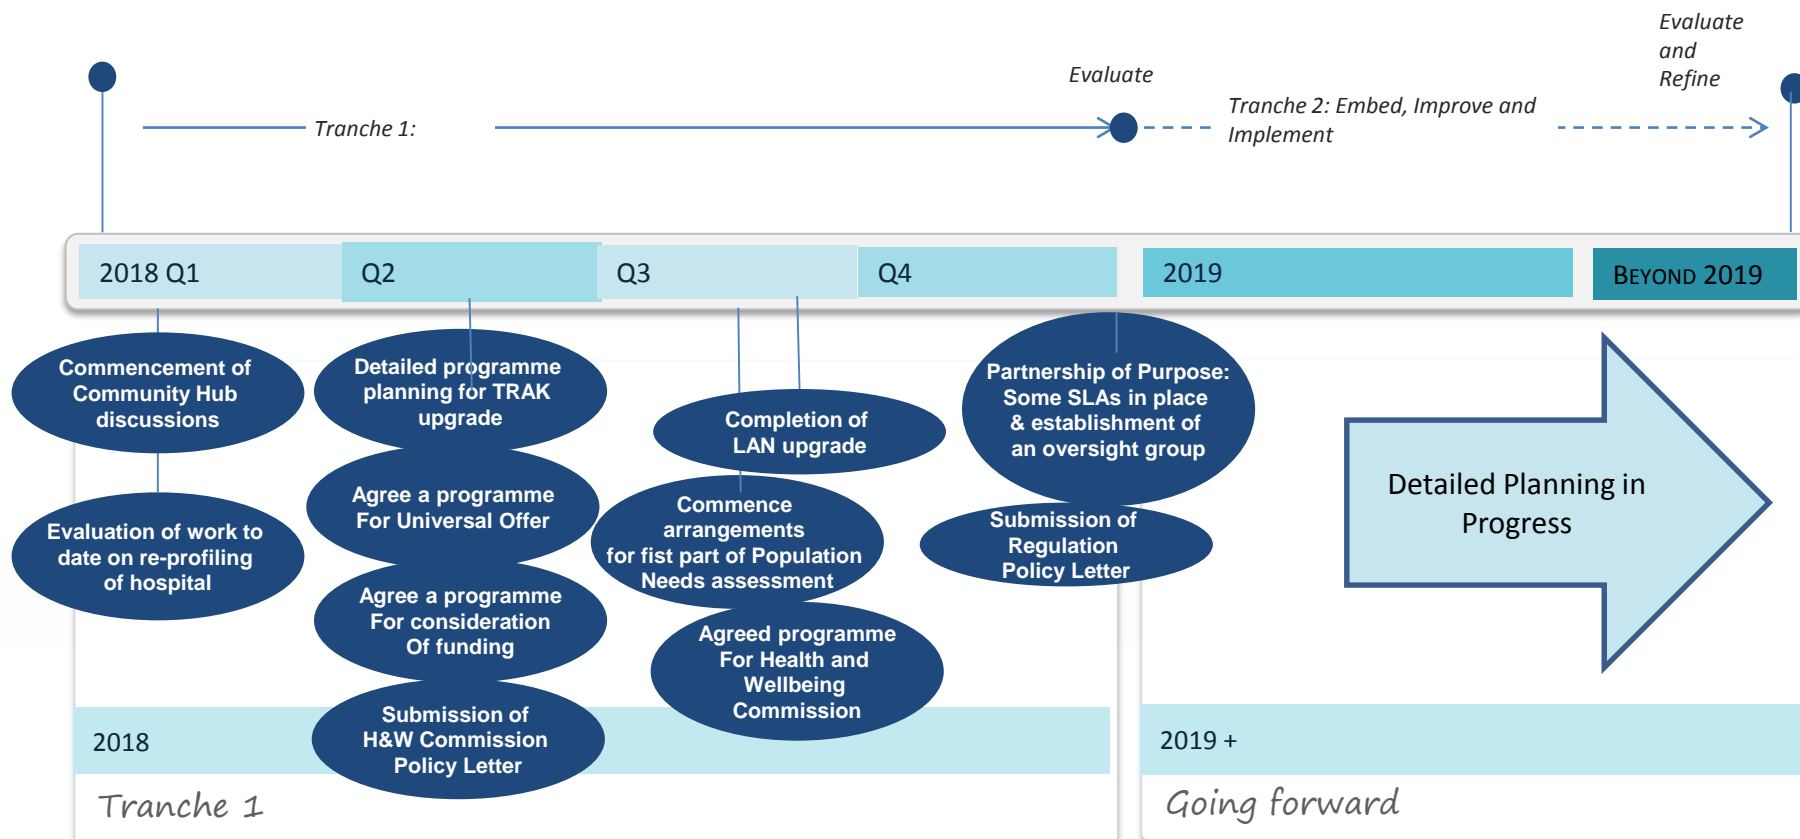 Evaluate
and
Refine
Evaluate
Tranche 1:
Tranche 2: Embed, Improve and
Implement
2018 Q1
Q2
Q3
Q4
2019
BEYOND 2019
Commencement of
Community Hub
discussions
Evaluation of work to
date on re-profiling
of hospital
Detailed programme
planning for TRAK
upgrade
Agree a programme
For Universal Offer
Agree a programme
For consideration
Of funding
Submission of
H&W Commission
Policy Letter
Completion of
LAN upgrade
Commence
arrangements
for fist part of Population
Needs assessment
Agreed programme
For Health and
Wellbeing
Commission
Partnership of Purpose:
Some SLAs in place
& establishment of
an oversight group
Submission of
Regulation
Policy Letter
Detailed Planning in
Progress
2018
2019 +
Tranche 1
Going forward